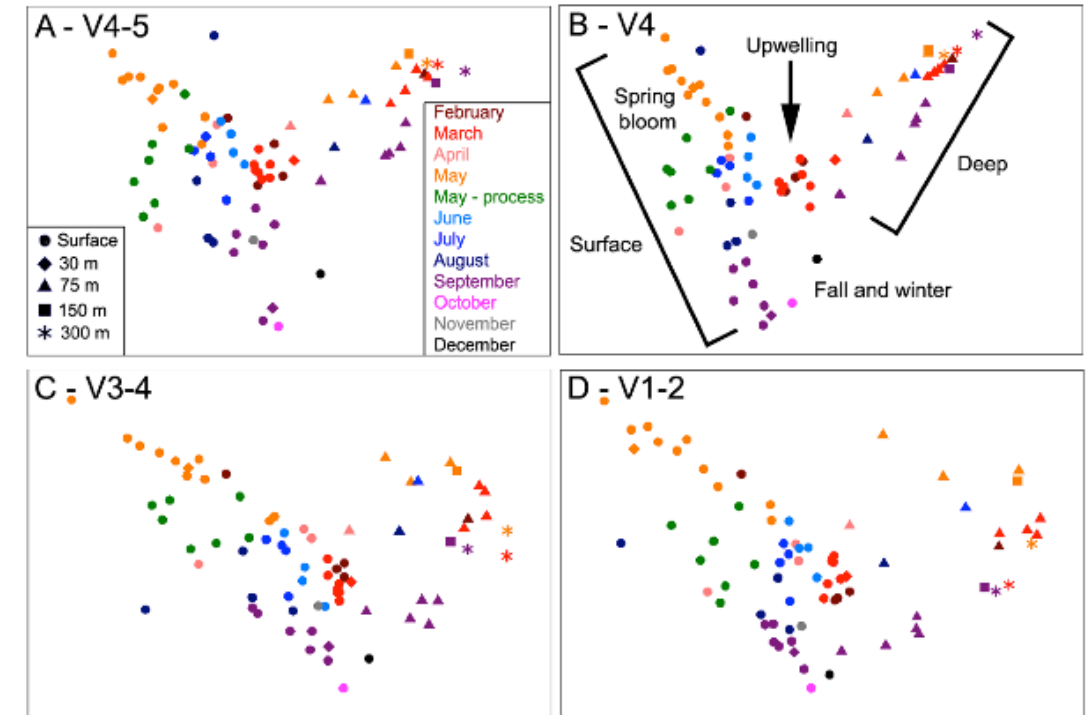 A - V4-5
February
March
April
May
May - process
June
July
August
September
October
November
December
Surface
30 m
75 m
150 m
300 m
B - V4
Upwelling
Spring
bloom
Deep
Surface
Fall and winter
C - V3-4
D - V1-2